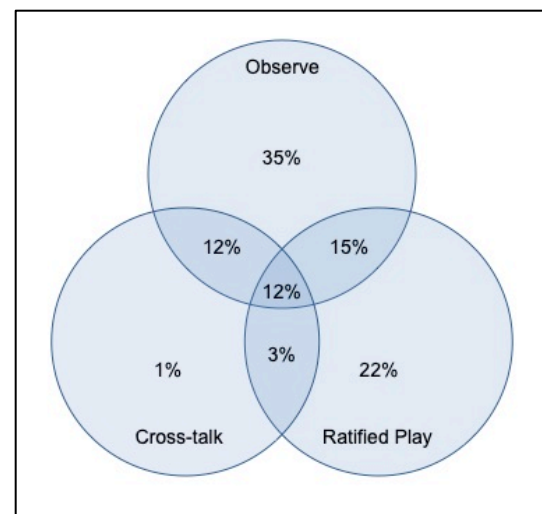 Observe
35%
12% 15%
12%
3%
1% 22%
Cross-talk Ratified Play